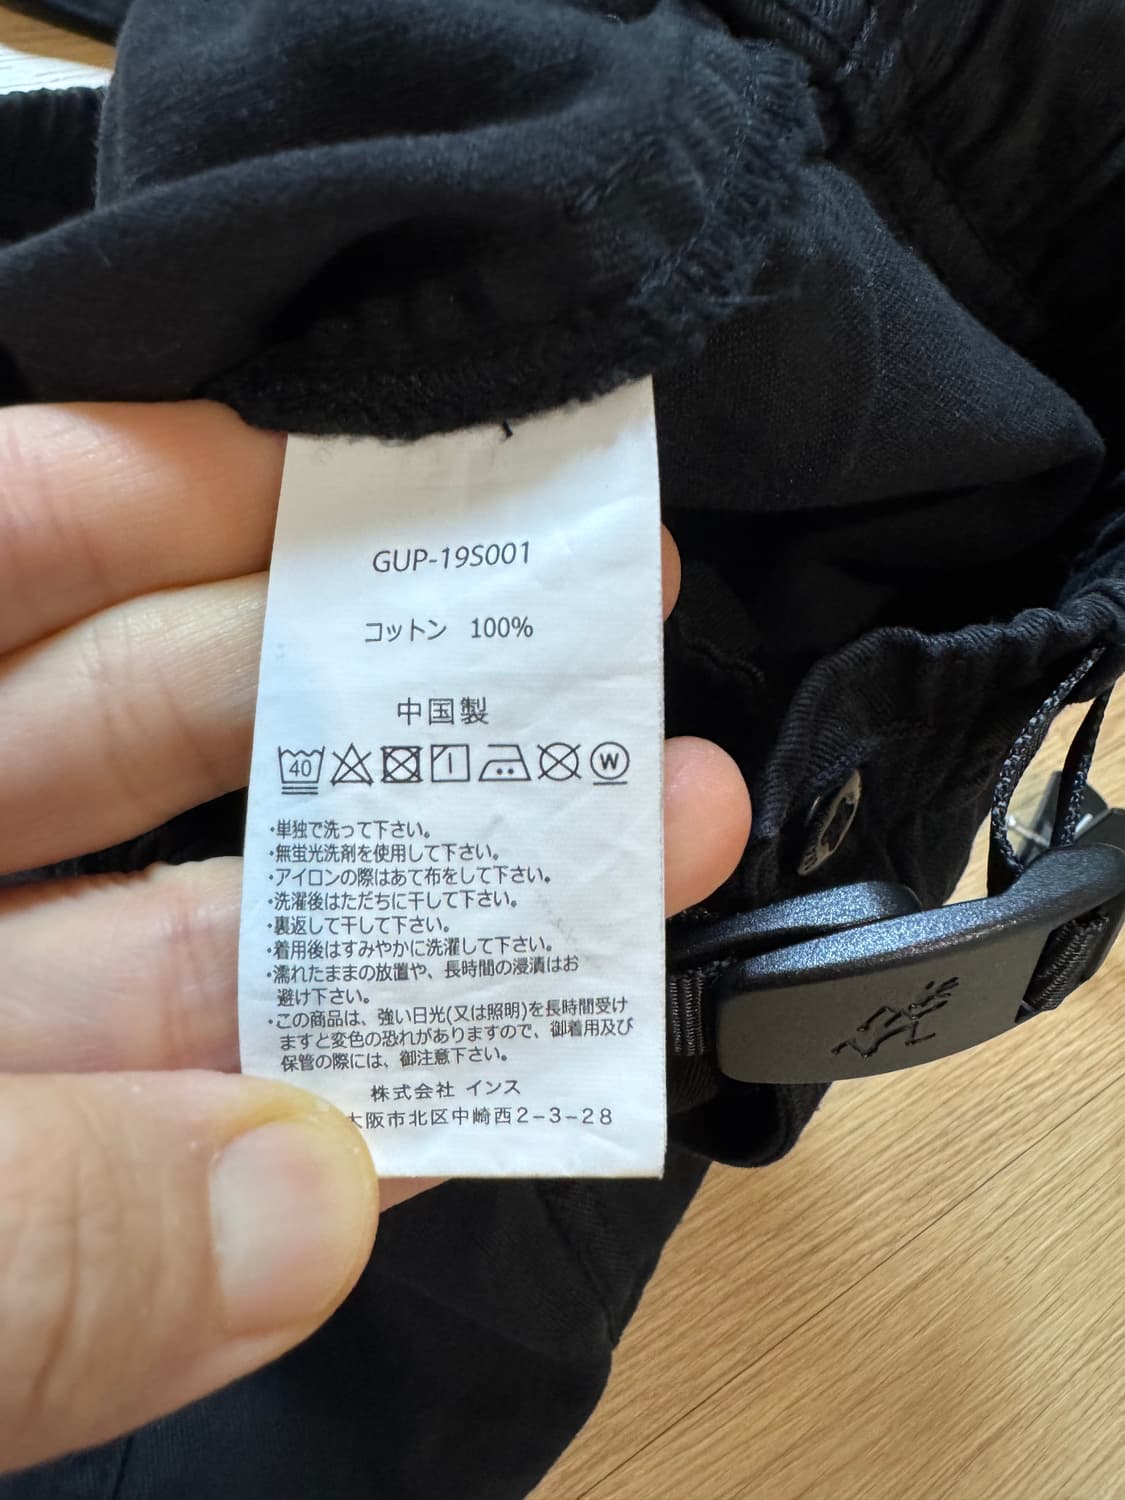 GUP-19S001
コットン 100%
中国製
40
W
・単独で洗って下さい。
・無蛍光洗剤を使用して下さい。
・アイロンの際はあて布をして下さい。
・洗濯後はただちに干して下さい。
・裏返して干して下さい。
・着用後はすみやかに洗濯して下さい。
・濡れたままの放置や、長時間の浸漬はお
避け下さい。
・この商品は、強い日光(又は照明)を長時間受け
ますと変色の恐れがありますので、御着用及び
保管の際には、御注意下さい。
株式会社 インス
大阪市北区中崎西2-3-28